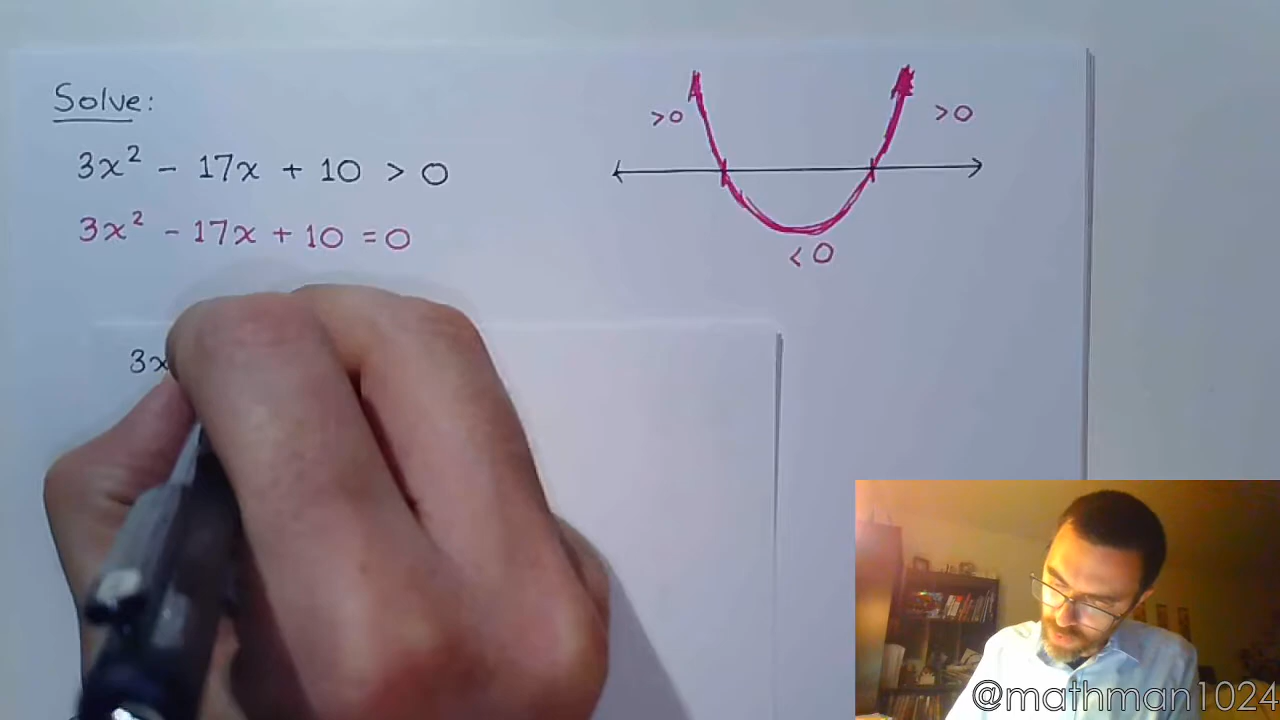 Solve:
3x² - 17x + 10 > 0
3x² - 17x + 10 = 0
>0
>0
<0
3x
@mathman1024